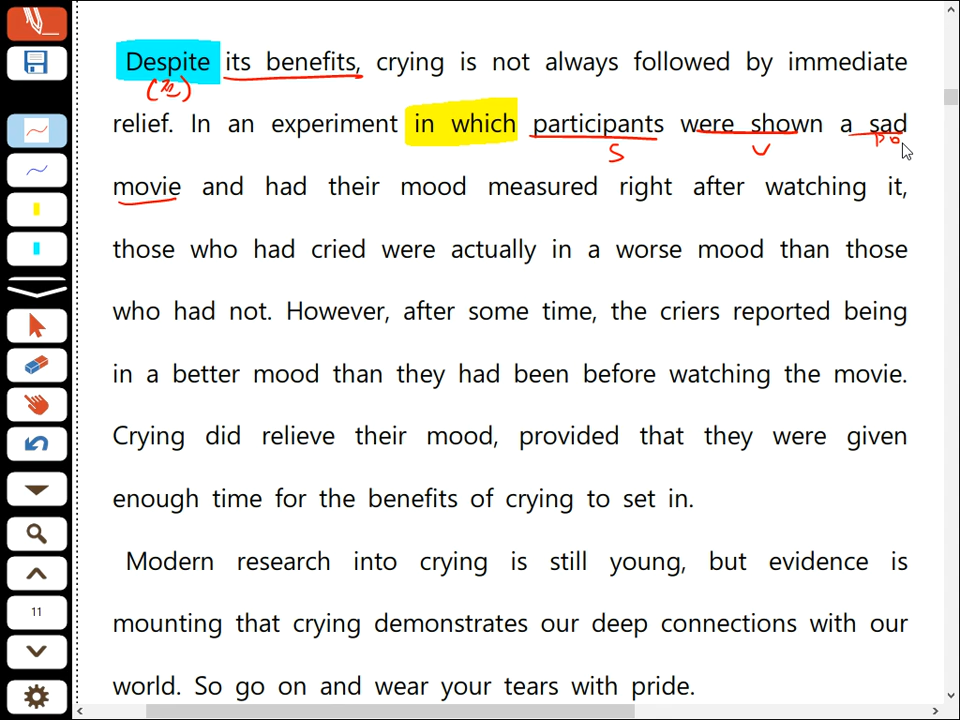 Despite its benefits, crying is not always followed by immediate
(전)
relief. In an experiment in which participants were shown a sad
S V
movie and had their mood measured right after watching it,
those who had cried were actually in a worse mood than those
who had not. However, after some time, the criers reported being
in a better mood than they had been before watching the movie.
Crying did relieve their mood, provided that they were given
enough time for the benefits of crying to set in.
Modern research into crying is still young, but evidence is
11
mounting that crying demonstrates our deep connections with our
world. So go on and wear your tears with pride.